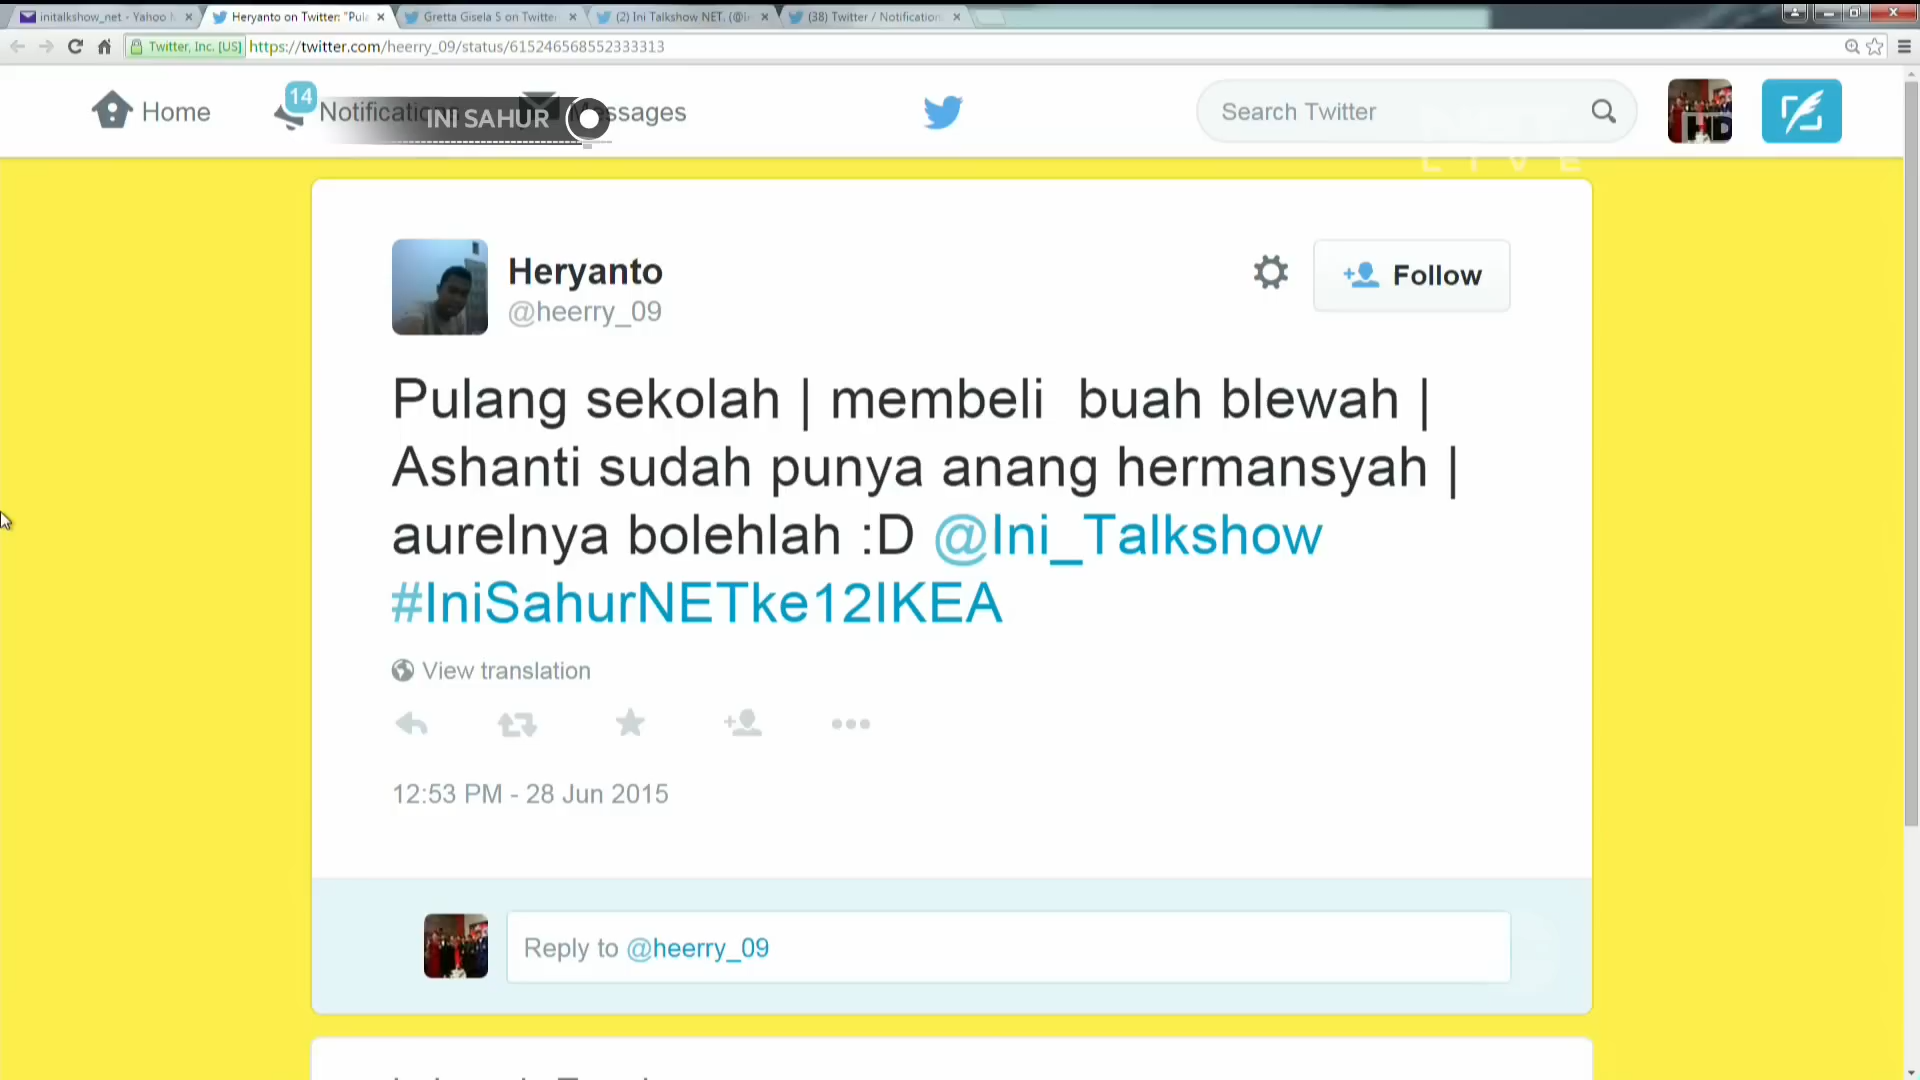 initalkshow_net - Yahoo
Heryanto on Twitter: "Pula
Gretta Gisela S on Twitter
(2) Ini Talkshow NET.
(38) Twitter / Notification
Twitter, Inc. [US] https://twitter.com/heerry_09/status/615246568552333313
Home
14
Notifications
INI SAHUR
Messages
Search Twitter
HD
LIVE
Heryanto
@heerry_09
Follow
Pulang sekolah | membeli buah blewah |
Ashanti sudah punya anang hermansyah |
aurelnya bolehlah :D @Ini_Talkshow
#IniSahurNETke12IKEA
View translation
12:53 PM - 28 Jun 2015
Reply to @heerry_09